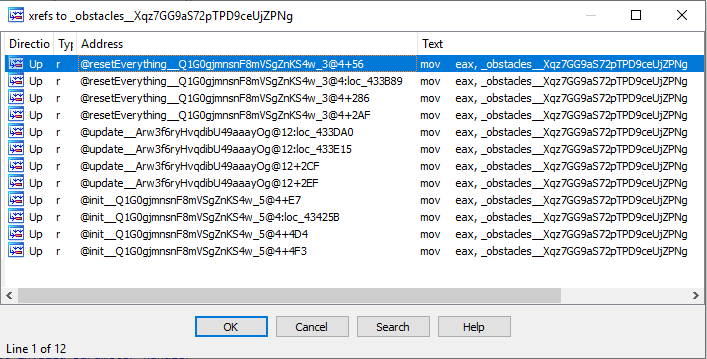 xrefs to _obstacles__Xqz7GG9aS72pTPD9ceUjZPNg
Directio Typ Address Text
Up r @resetEverything__Q1G0gjmnsnF8mVSgZnKS4w_3@4+56 mov eax, _obstacles__Xqz7GG9aS72pTPD9ceUjZPNg
Up r @resetEverything__Q1G0gjmnsnF8mVSgZnKS4w_3@4:loc_433B89 mov eax, _obstacles__Xqz7GG9aS72pTPD9ceUjZPNg
Up r @resetEverything__Q1G0gjmnsnF8mVSgZnKS4w_3@4+286 mov eax, _obstacles__Xqz7GG9aS72pTPD9ceUjZPNg
Up r @resetEverything__Q1G0gjmnsnF8mVSgZnKS4w_3@4+2AF mov eax, _obstacles__Xqz7GG9aS72pTPD9ceUjZPNg
Up r @update__Arw3f6ryHvqdibU49aaayOg@12:loc_433DA0 mov eax, _obstacles__Xqz7GG9aS72pTPD9ceUjZPNg
Up r @update__Arw3f6ryHvqdibU49aaayOg@12:loc_433E15 mov eax, _obstacles__Xqz7GG9aS72pTPD9ceUjZPNg
Up r @update__Arw3f6ryHvqdibU49aaayOg@12+2CF mov eax, _obstacles__Xqz7GG9aS72pTPD9ceUjZPNg
Up r @update__Arw3f6ryHvqdibU49aaayOg@12+2EF mov eax, _obstacles__Xqz7GG9aS72pTPD9ceUjZPNg
Up r @init__Q1G0gjmnsnF8mVSgZnKS4w_5@4+E7 mov eax, _obstacles__Xqz7GG9aS72pTPD9ceUjZPNg
Up r @init__Q1G0gjmnsnF8mVSgZnKS4w_5@4:loc_43425B mov eax, _obstacles__Xqz7GG9aS72pTPD9ceUjZPNg
Up r @init__Q1G0gjmnsnF8mVSgZnKS4w_5@4+4D4 mov eax, _obstacles__Xqz7GG9aS72pTPD9ceUjZPNg
Up r @init__Q1G0gjmnsnF8mVSgZnKS4w_5@4+4F3 mov eax, _obstacles__Xqz7GG9aS72pTPD9ceUjZPNg
OK Cancel Search Help
Line 1 of 12